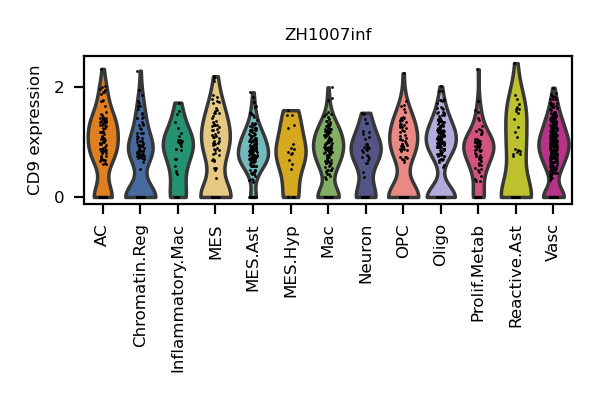 ZH1007inf
CD9 expression
2
0
AC
Chromatin.Reg
Inflammatory.Mac
MES
MES.Ast
MES.Hyp
Mac
Neuron
OPC
Oligo
Prolif.Metab
Reactive.Ast
Vasc